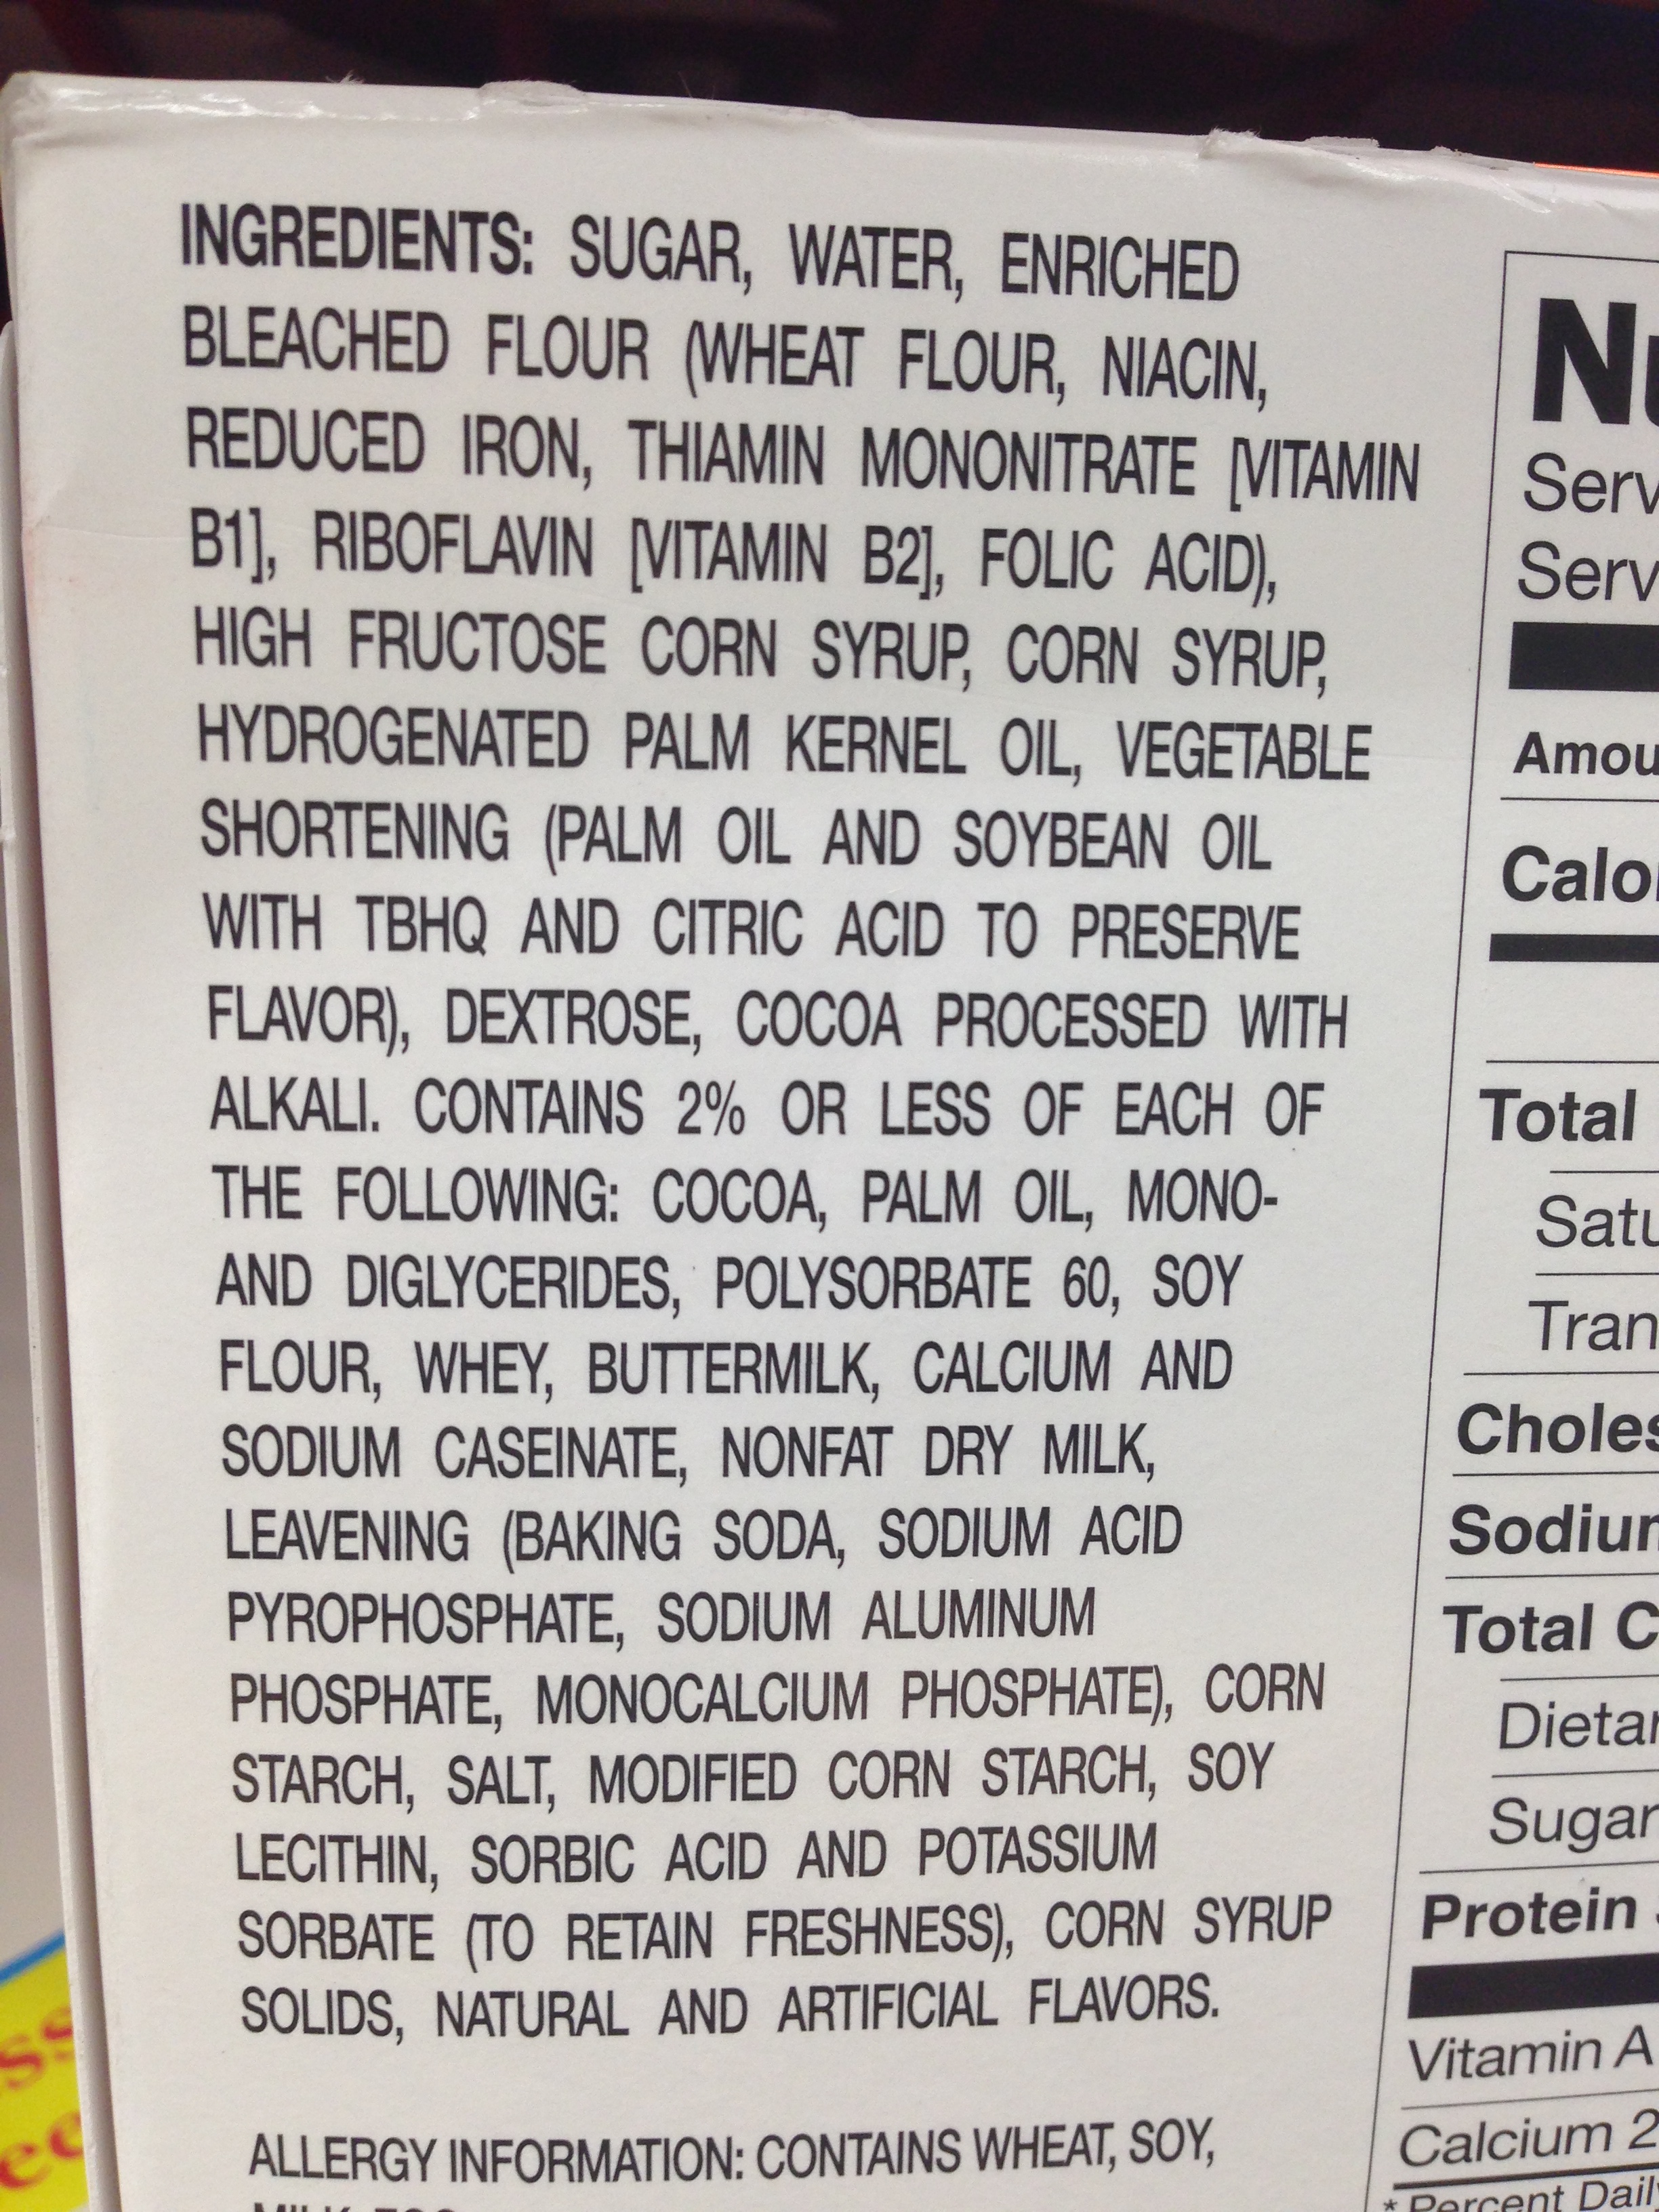 INGREDIENTS: SUGAR, WATER, ENRICHED
BLEACHED FLOUR (WHEAT FLOUR, NIACIN,
REDUCED IRON, THIAMIN MONONITRATE [VITAMIN
B1], RIBOFLAVIN [VITAMIN B2], FOLIC ACID),
HIGH FRUCTOSE CORN SYRUP, CORN SYRUP,
HYDROGENATED PALM KERNEL OIL, VEGETABLE
SHORTENING (PALM OIL AND SOYBEAN OIL
WITH TBHQ AND CITRIC ACID TO PRESERVE
FLAVOR), DEXTROSE, COCOA PROCESSED WITH
ALKALI. CONTAINS 2% OR LESS OF EACH OF
THE FOLLOWING: COCOA, PALM OIL, MONO-
AND DIGLYCERIDES, POLYSORBATE 60, SOY
FLOUR, WHEY, BUTTERMILK, CALCIUM AND
SODIUM CASEINATE, NONFAT DRY MILK,
LEAVENING (BAKING SODA, SODIUM ACID
PYROPHOSPHATE, SODIUM ALUMINUM
PHOSPHATE, MONOCALCIUM PHOSPHATE), CORN
STARCH, SALT, MODIFIED CORN STARCH, SOY
LECITHIN, SORBIC ACID AND POTASSIUM
SORBATE (TO RETAIN FRESHNESS), CORN SYRUP
SOLIDS, NATURAL AND ARTIFICIAL FLAVORS.
ALLERGY INFORMATION: CONTAINS WHEAT, SOY,
Nu
Serv
Serv
Amou
Calor
Total
Satu
Tran
Choles
Sodium
Total C
Dietar
Sugar
Protein
Vitamin A
Calcium 2
* Percent Daily